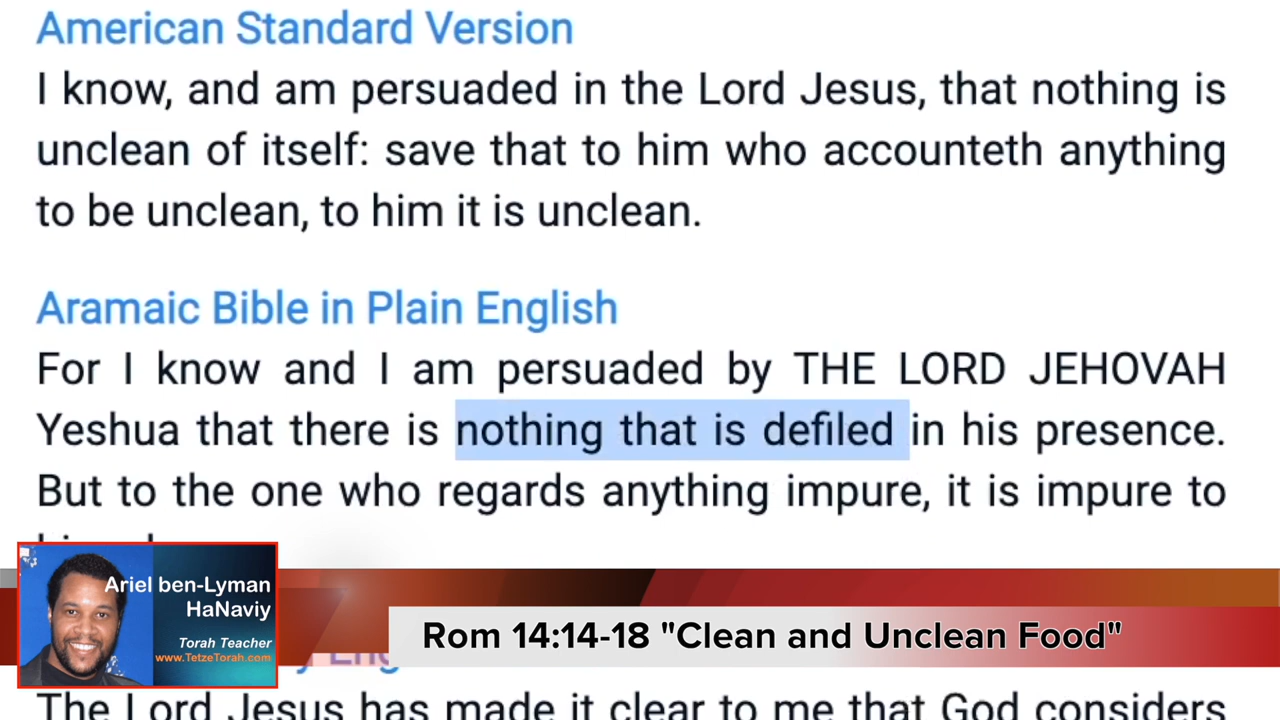 American Standard Version
I know, and am persuaded in the Lord Jesus, that nothing is
unclean of itself: save that to him who accounteth anything
to be unclean, to him it is unclean.
Aramaic Bible in Plain English
For I know and I am persuaded by THE LORD JEHOVAH
Yeshua that there is nothing that is defiled in his presence.
But to the one who regards anything impure, it is impure to
Ariel ben-Lyman
HaNaviy
Torah Teacher
www.TetzeTorah.com
Rom 14:14-18 "Clean and Unclean Food"
The Lord Jesus has made it clear to me that God considers